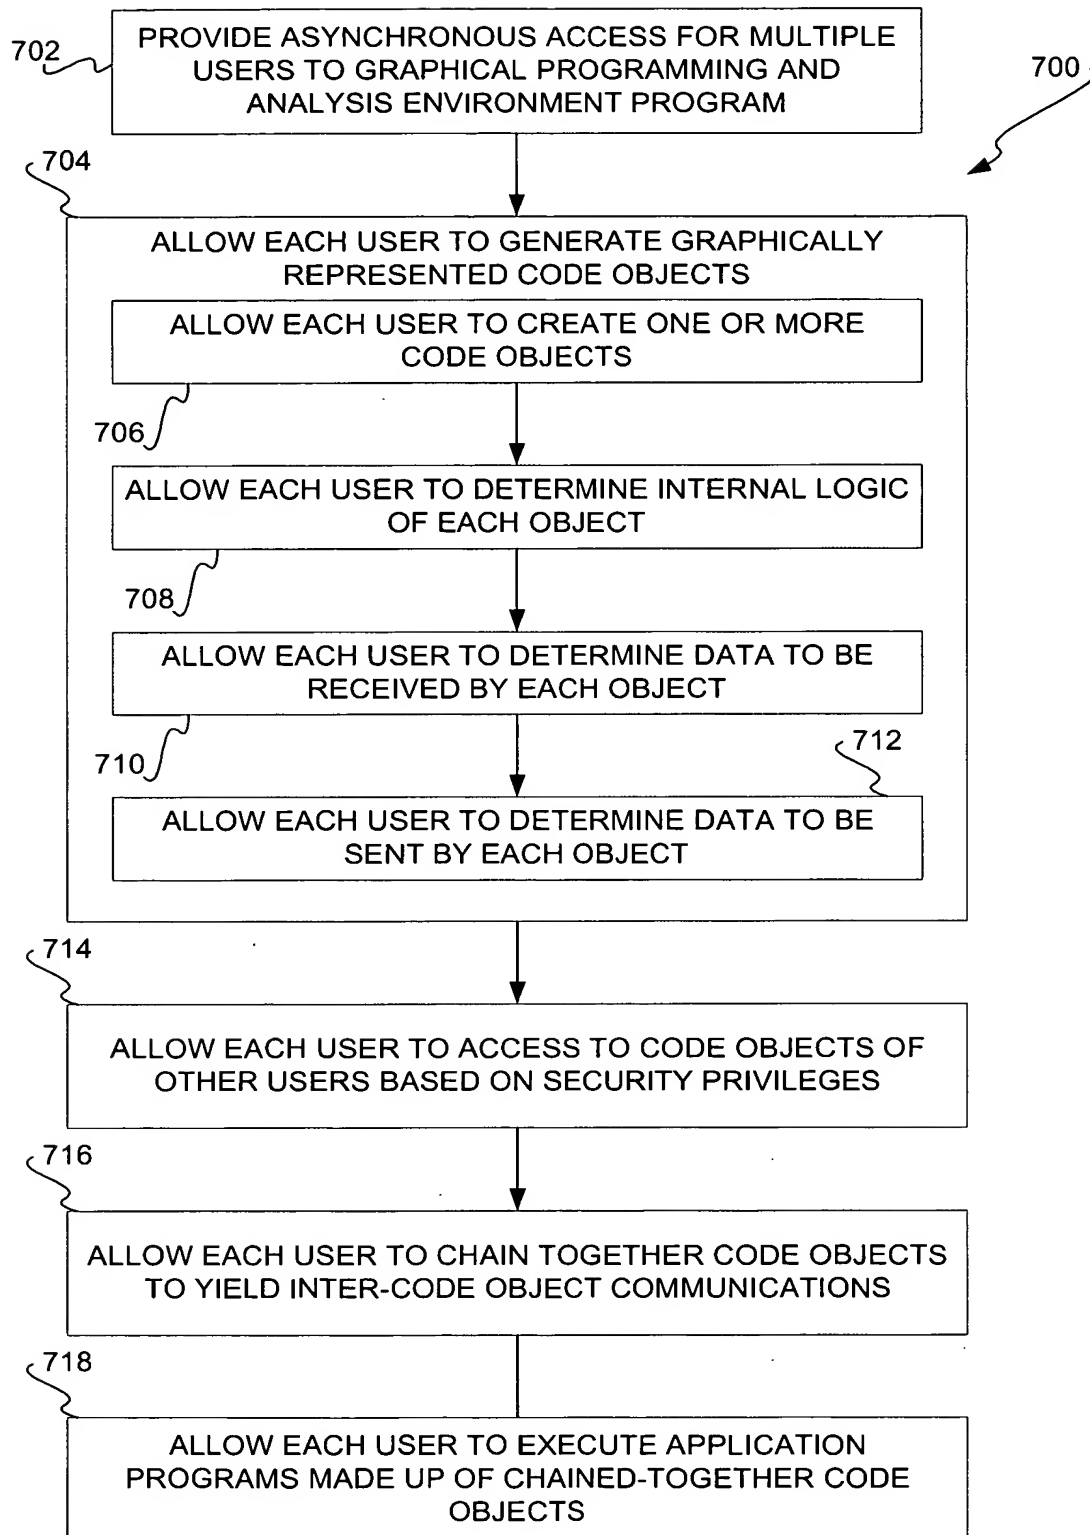 702
PROVIDE ASYNCHRONOUS ACCESS FOR MULTIPLE
USERS TO GRAPHICAL PROGRAMMING AND
ANALYSIS ENVIRONMENT PROGRAM
700
704
ALLOW EACH USER TO GENERATE GRAPHICALLY
REPRESENTED CODE OBJECTS
ALLOW EACH USER TO CREATE ONE OR MORE
CODE OBJECTS
706
ALLOW EACH USER TO DETERMINE INTERNAL LOGIC
OF EACH OBJECT
708
ALLOW EACH USER TO DETERMINE DATA TO BE
RECEIVED BY EACH OBJECT
710
712
ALLOW EACH USER TO DETERMINE DATA TO BE
SENT BY EACH OBJECT
714
ALLOW EACH USER TO ACCESS TO CODE OBJECTS OF
OTHER USERS BASED ON SECURITY PRIVILEGES
716
ALLOW EACH USER TO CHAIN TOGETHER CODE OBJECTS
TO YIELD INTER-CODE OBJECT COMMUNICATIONS
718
ALLOW EACH USER TO EXECUTE APPLICATION
PROGRAMS MADE UP OF CHAINED-TOGETHER CODE
OBJECTS